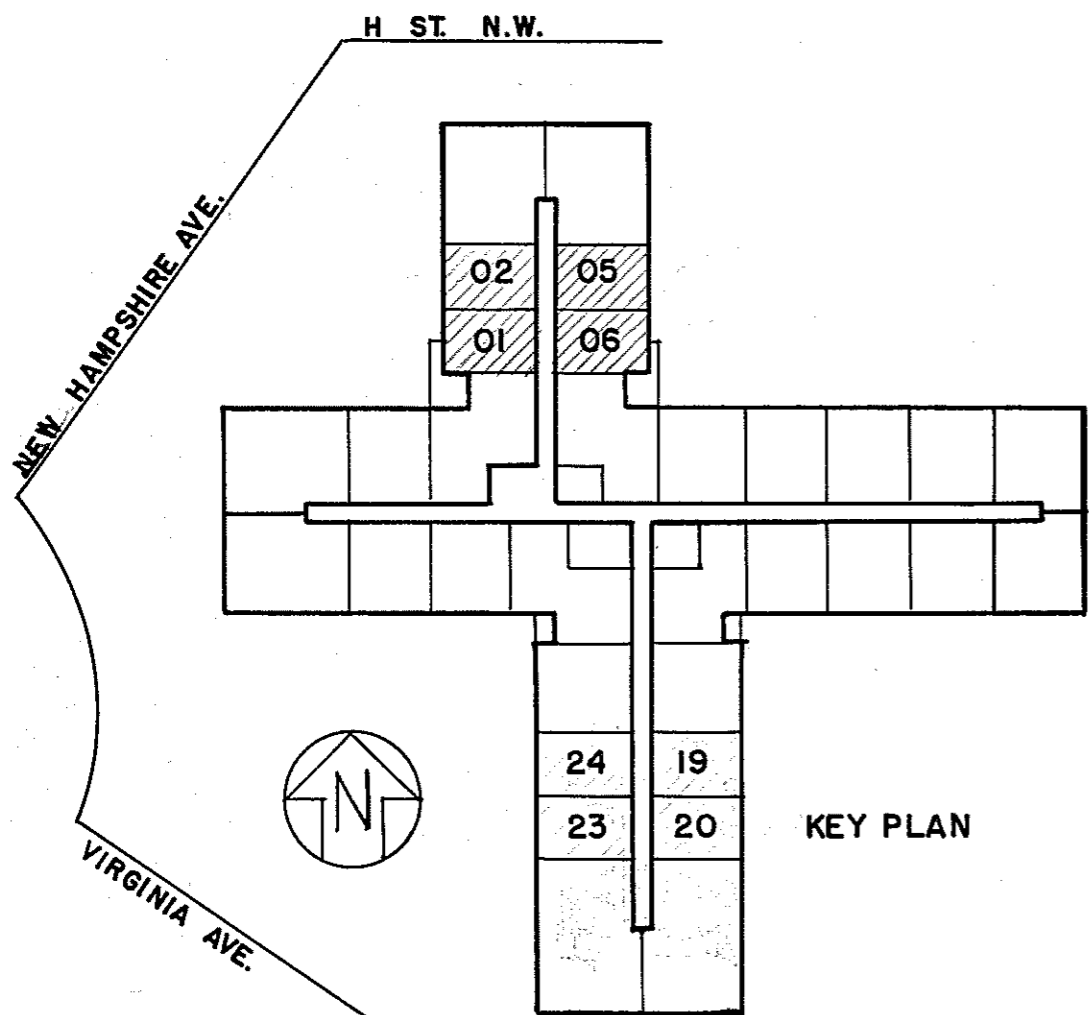 H ST. N.W.
NEW HAMPSHIRE AVE.
02 05
01 06
24 19
23 20
N
KEY PLAN
VIRGINIA AVE.